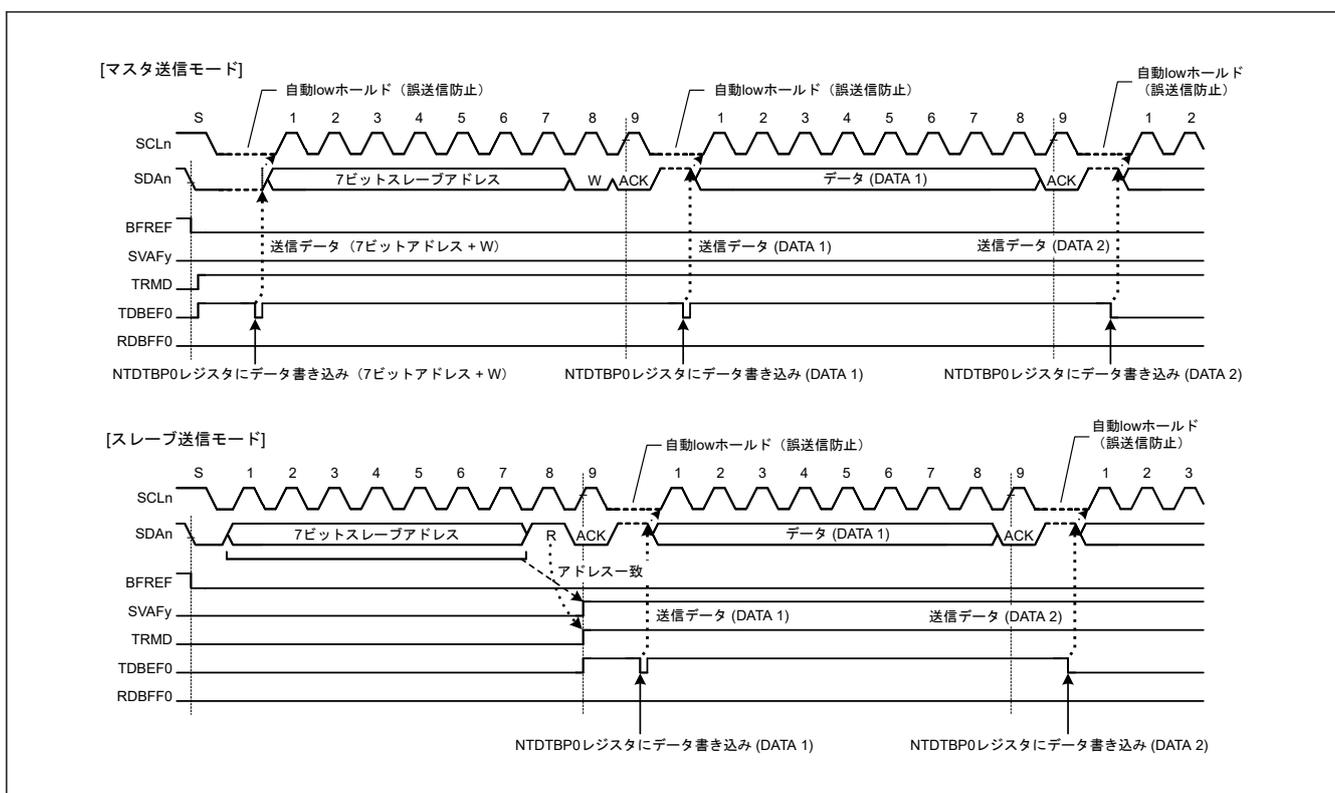 [マスタ送信モード]
自動lowホールド（誤送信防止）
自動lowホールド（誤送信防止）
自動lowホールド
（誤送信防止）
S 1 2 3 4 5 6 7 8 9 1 2 3 4 5 6 7 8 9 1 2
SCLn
SDAn 7ビットスレーブアドレス W ACK データ (DATA 1) ACK
BFREF
送信データ（7ビットアドレス + W） 送信データ (DATA 1) 送信データ (DATA 2)
SVAFy
TRMD
TDBEF0
RDBFF0
NTDTBP0レジスタにデータ書き込み（7ビットアドレス + W） NTDTBP0レジスタにデータ書き込み (DATA 1) NTDTBP0レジスタにデータ書き込み (DATA 2)
[スレーブ送信モード]
自動lowホールド（誤送信防止）
自動lowホールド
（誤送信防止）
S 1 2 3 4 5 6 7 8 9 1 2 3 4 5 6 7 8 9 1 2 3
SCLn
SDAn 7ビットスレーブアドレス R ACK データ (DATA 1) ACK
アドレス一致
BFREF
SVAFy 送信データ (DATA 1) 送信データ (DATA 2)
TRMD
TDBEF0
RDBFF0
NTDTBP0レジスタにデータ書き込み (DATA 1) NTDTBP0レジスタにデータ書き込み (DATA 2)